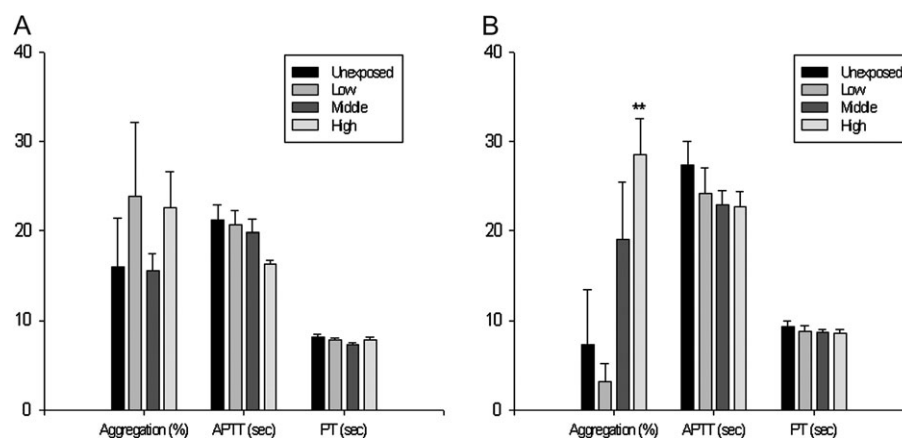 A
40
30
20
10
0
Unexposed
Low
Middle
High
Aggregation (%) APTT (sec) PT (sec)
B
40
30
20
10
0
Unexposed
Low
Middle
High
**
Aggregation (%) APTT (sec) PT (sec)